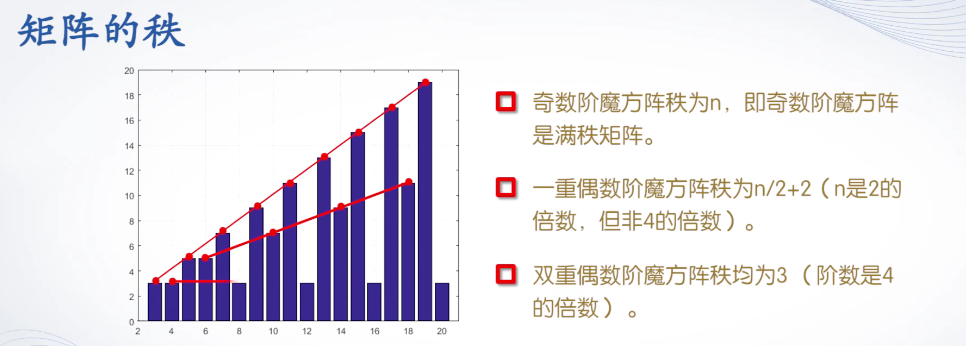 矩阵的秩
20
18
16
14
12
10
8
6
4
2
0
2 4 6 8 10 12 14 16 18 20
奇数阶魔方阵秩为n，即奇数阶魔方阵
是满秩矩阵。
一重偶数阶魔方阵秩为n/2+2（n是2的
倍数，但非4的倍数）。
双重偶数阶魔方阵秩均为3（阶数是4
的倍数）。